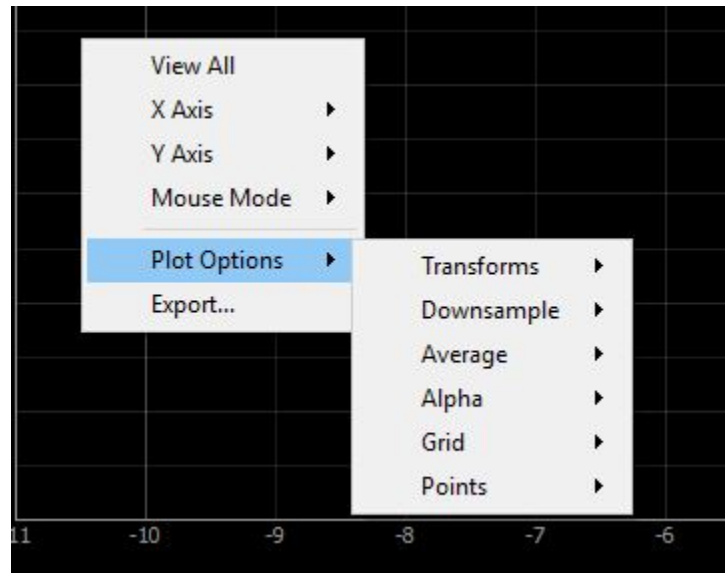 View All
X Axis
Y Axis
Mouse Mode
Plot Options
Export...
Transforms
Downsample
Average
Alpha
Grid
Points
11 -10 -9 -8 -7 -6